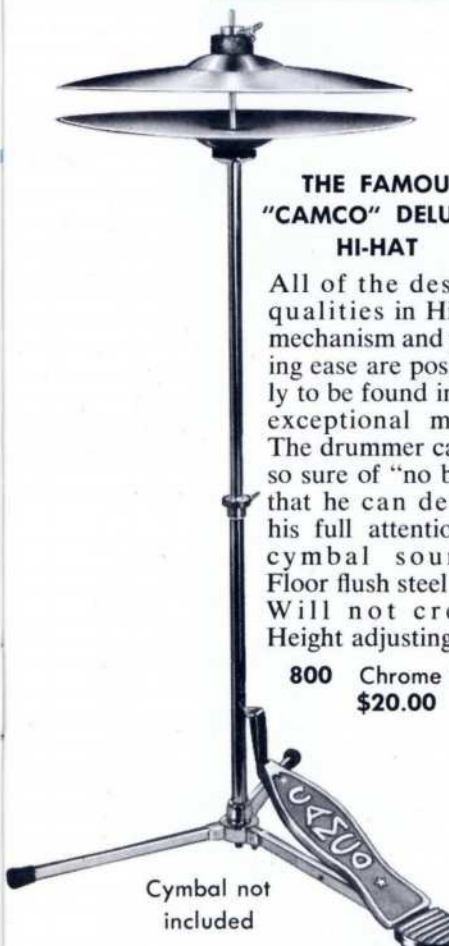 THE FAMOU
"CAMCO" DELU
HI-HAT
All of the des
qualities in Hi
mechanism and
ing ease are pos
ly to be found in
exceptional m
The drummer ca
so sure of "no b
that he can de
his full attentio
cymbal sour
Floor flush steel
Will not cre
Height adjusting
800 Chrome
$20.00
CAMCO
Cymbal not
included